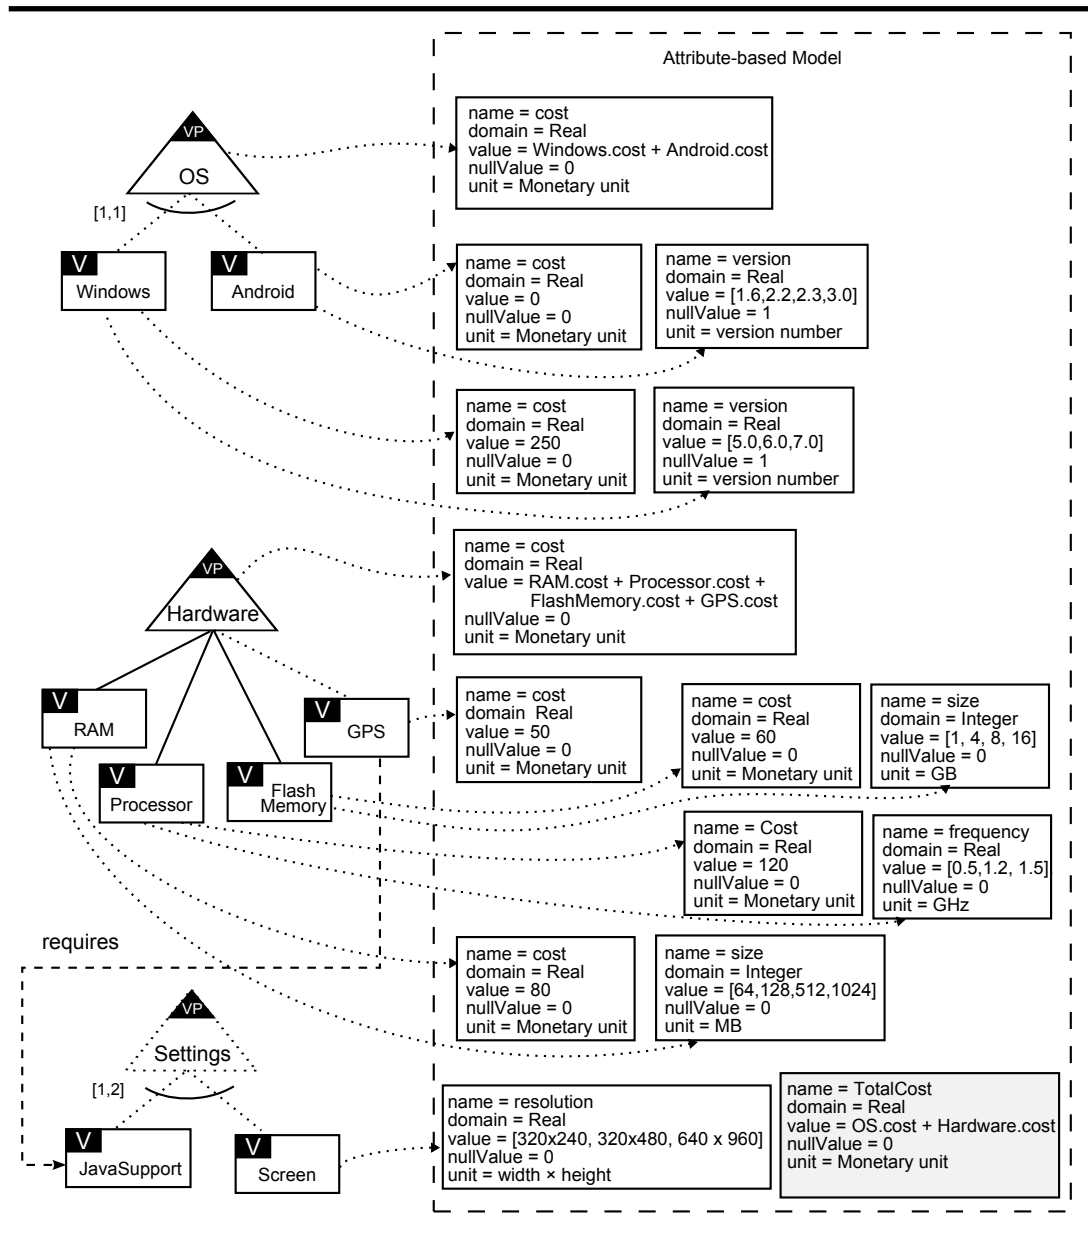 Attribute-based Model
VP
OS
[1,1]
name = cost
domain = Real
value = Windows.cost + Android.cost
nullValue = 0
unit = Monetary unit
V
Windows
V
Android
name = cost
domain = Real
value = 0
nullValue = 0
unit = Monetary unit
name = version
domain = Real
value = [1.6,2.2,2.3,3.0]
nullValue = 1
unit = version number
name = cost
domain = Real
value = 250
nullValue = 0
unit = Monetary unit
name = version
domain = Real
value = [5.0,6.0,7.0]
nullValue = 1
unit = version number
VP
Hardware
name = cost
domain = Real
value = RAM.cost + Processor.cost +
FlashMemory.cost + GPS.cost
nullValue = 0
unit = Monetary unit
V
RAM
V
GPS
V
Processor
V
Flash
Memory
name = cost
domain Real
value = 50
nullValue = 0
unit = Monetary unit
name = cost
domain = Real
value = 60
nullValue = 0
unit = Monetary unit
name = size
domain = Integer
value = [1, 4, 8, 16]
nullValue = 0
unit = GB
name = Cost
domain = Real
value = 120
nullValue = 0
unit = Monetary unit
name = frequency
domain = Real
value = [0.5,1.2, 1.5]
nullValue = 0
unit = GHz
requires
name = cost
domain = Real
value = 80
nullValue = 0
unit = Monetary unit
name = size
domain = Integer
value = [64,128,512,1024]
nullValue = 0
unit = MB
VP
Settings
[1,2]
V
JavaSupport
V
Screen
name = resolution
domain = Real
value = [320x240, 320x480, 640 x 960]
nullValue = 0
unit = width × height
name = TotalCost
domain = Real
value = OS.cost + Hardware.cost
nullValue = 0
unit = Monetary unit